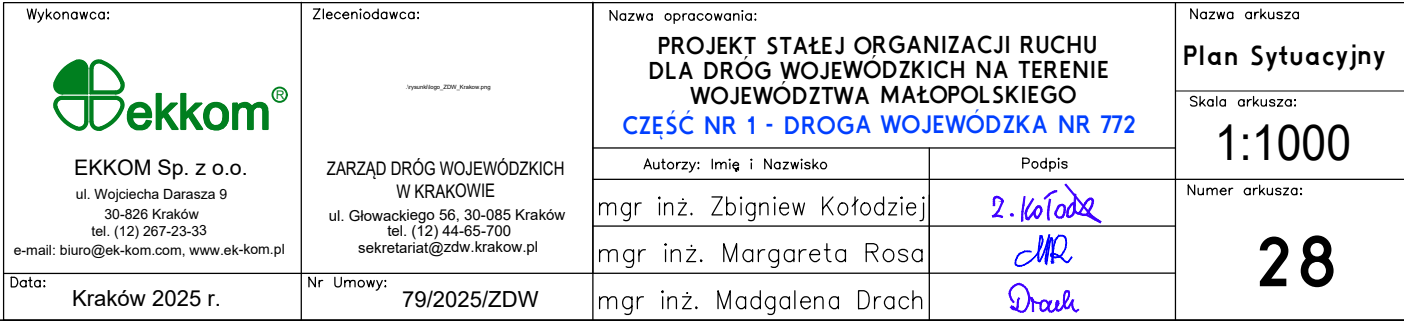 Wykonawca:
ekkom®
EKKOM Sp. z o.o.
ul. Wojciecha Darasza 9
30-826 Kraków
tel. (12) 267-23-33
e-mail: biuro@ek-kom.com, www.ek-kom.pl
Data:
Kraków 2025 r.
Zleceniodawca:
.\rysunki\logo_ZDW_Krakow.png
ZARZĄD DRÓG WOJEWÓDZKICH
W KRAKOWIE
ul. Głowackiego 56, 30-085 Kraków
tel. (12) 44-65-700
sekretariat@zdw.krakow.pl
Nr Umowy:
79/2025/ZDW
Nazwa opracowania:
PROJEKT STAŁEJ ORGANIZACJI RUCHU
DLA DRÓG WOJEWÓDZKICH NA TERENIE
WOJEWÓDZTWA MAŁOPOLSKIEGO
CZĘŚĆ NR 1 - DROGA WOJEWÓDZKA NR 772
Autorzy: Imię i Nazwisko
Podpis
mgr inż. Zbigniew Kołodziej
Z. Kołodz
mgr inż. Margareta Rosa
MR
mgr inż. Madgalena Drach
Drach
Nazwa arkusza
Plan Sytuacyjny
Skala arkusza:
1:1000
Numer arkusza:
28